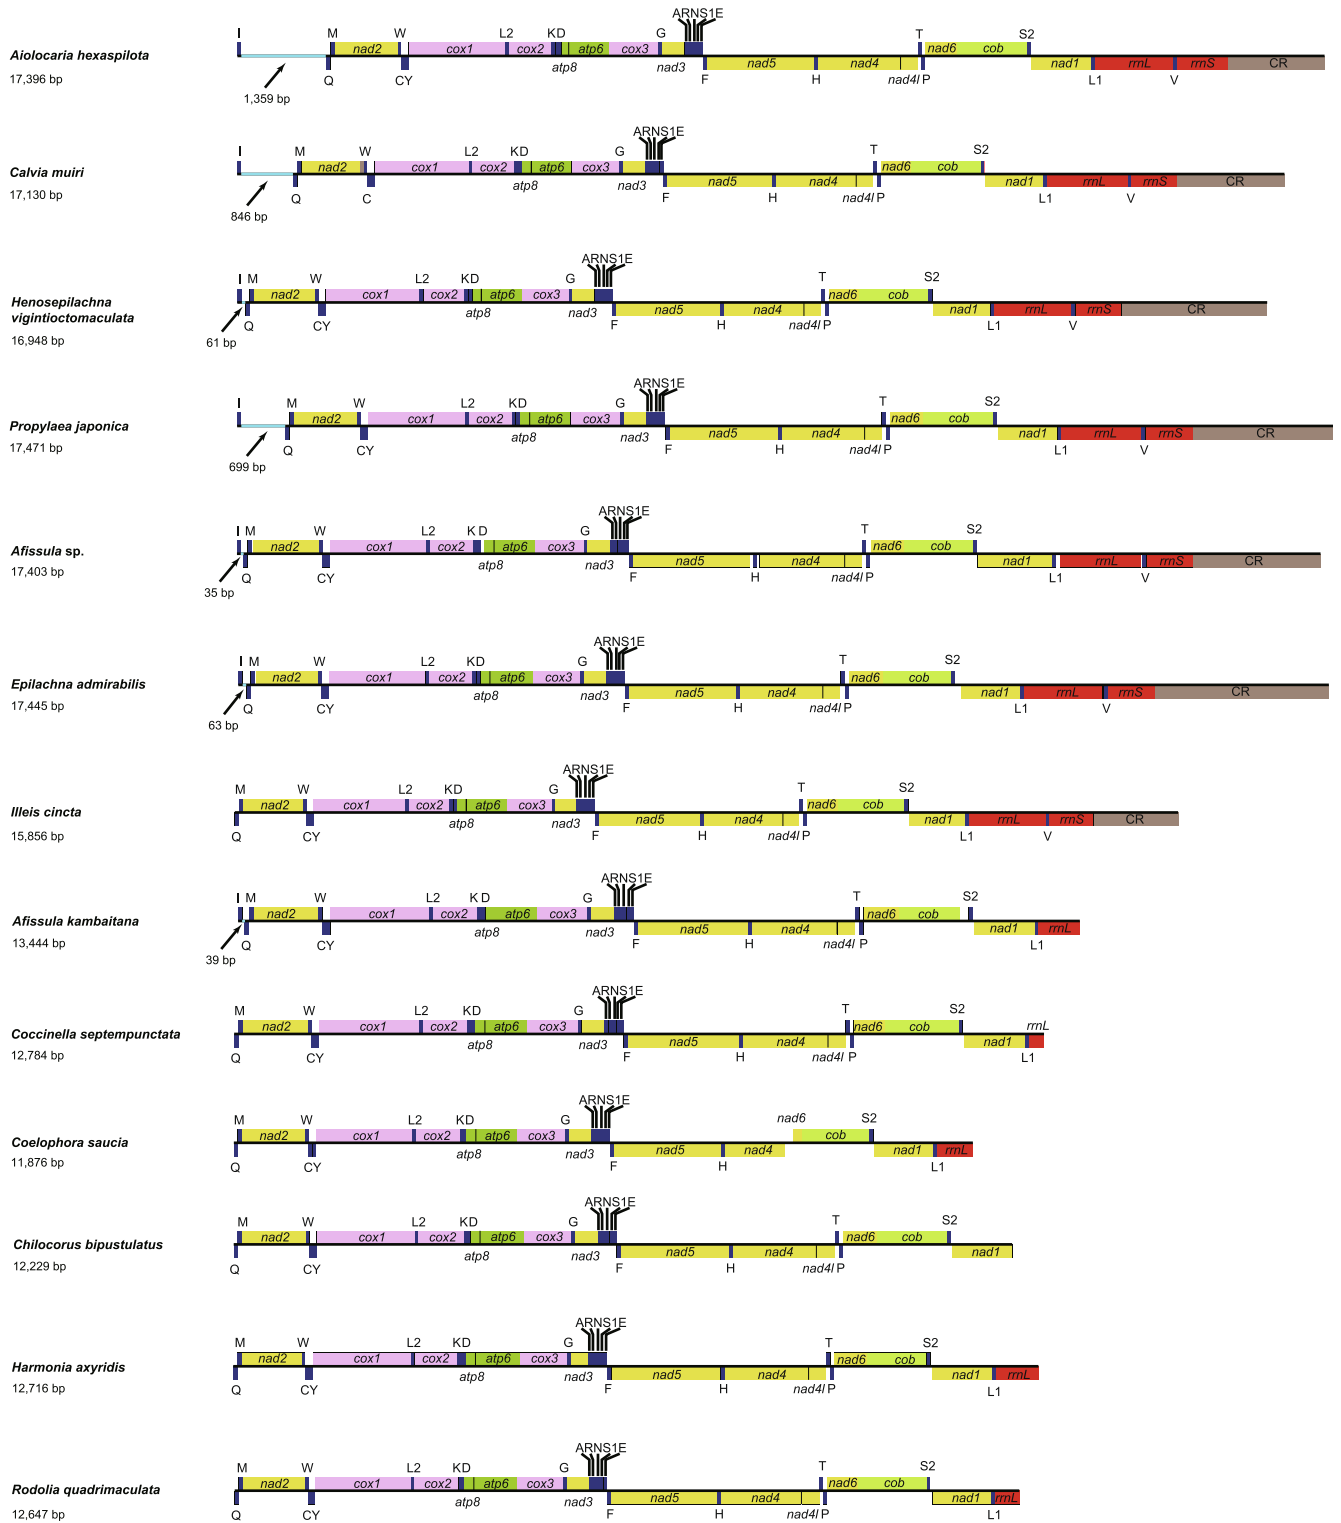 ARNS1E
I M W L2 KD G T S2
Aiolocaria hexaspilota nad2 cox1 cox2 atp6 cox3 nad6 cob
17,396 bp atp8 nad3 nad5 nad4 nad1 rrnL rrnS CR
Q CY F H nad4l P L1 V
1,359 bp
ARNS1E
I M W L2 KD G T S2
Calvia muiri nad2 cox1 cox2 atp6 cox3 nad6 cob
17,130 bp atp8 nad3 nad5 nad4 nad1 rrnL rrnS CR
Q C F H nad4l P L1 V
846 bp
ARNS1E
I M W L2 KD G T S2
Henosepilachna nad2 cox1 cox2 atp6 cox3 nad6 cob
vigintioctomaculata atp8 nad3 nad5 nad4 nad1 rrnL rrnS CR
16,948 bp Q CY F H nad4l P L1 V
61 bp
ARNS1E
I M W L2 KD G T S2
Propylaea japonica nad2 cox1 cox2 atp6 cox3 nad6 cob
17,471 bp atp8 nad3 nad5 nad4 nad1 rrnL rrnS CR
Q CY F H nad4l P L1 V
699 bp
ARNS1E
I M W L2 K D G T S2
Afissula sp. nad2 cox1 cox2 atp6 cox3 nad6 cob
17,403 bp atp8 nad3 nad5 nad4 nad1 rrnL rrnS CR
Q CY F H nad4l P L1 V
35 bp
ARNS1E
I M W L2 KD G T S2
Epilachna admirabilis nad2 cox1 cox2 atp6 cox3 nad6 cob
17,445 bp atp8 nad3 nad5 nad4 nad1 rrnL rrnS CR
Q CY F H nad4l P L1 V
63 bp
ARNS1E
M W L2 KD G T S2
Illeis cincta nad2 cox1 cox2 atp6 cox3 nad6 cob
15,856 bp atp8 nad3 nad5 nad4 nad1 rrnL rrnS CR
Q CY F H nad4l P L1 V
ARNS1E
I M W L2 K D G T S2
Afissula kambaitana nad2 cox1 cox2 atp6 cox3 nad6 cob
13,444 bp atp8 nad3 nad5 nad4 nad1 rrnL
Q CY F H nad4l P L1
39 bp
ARNS1E
M W L2 KD G T S2
Coccinella septempunctata nad2 cox1 cox2 atp6 cox3 nad6 cob rrnL
12,784 bp atp8 nad3 nad5 nad4 nad1
Q CY F H nad4l P L1
ARNS1E
M W L2 KD G nad6 S2
Coelophora saucia nad2 cox1 cox2 atp6 cox3 cob
11,876 bp atp8 nad3 nad5 nad4 nad1 rrnL
Q CY F H L1
ARNS1E
M W L2 KD G T S2
Chilocorus bipustulatus nad2 cox1 cox2 atp6 cox3 nad6 cob
12,229 bp atp8 nad3 nad5 nad4 nad1
Q CY F H nad4l P
ARNS1E
M W L2 KD G T S2
Harmonia axyridis nad2 cox1 cox2 atp6 cox3 nad6 cob
12,716 bp atp8 nad3 nad5 nad4 nad1 rrnL
Q CY F H nad4l P L1
ARNS1E
M W L2 KD G T S2
Rodolia quadrimaculata nad2 cox1 cox2 atp6 cox3 nad6 cob
12,647 bp atp8 nad3 nad5 nad4 nad1 rrnL
Q CY F H nad4l P L1